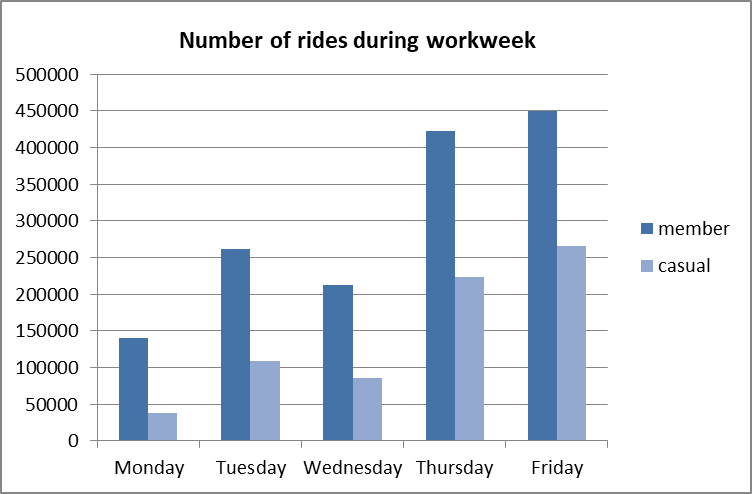 Number of rides during workweek
500000
450000
400000
350000
300000
250000
200000
150000
100000
50000
0
Monday Tuesday Wednesday Thursday Friday
member
casual